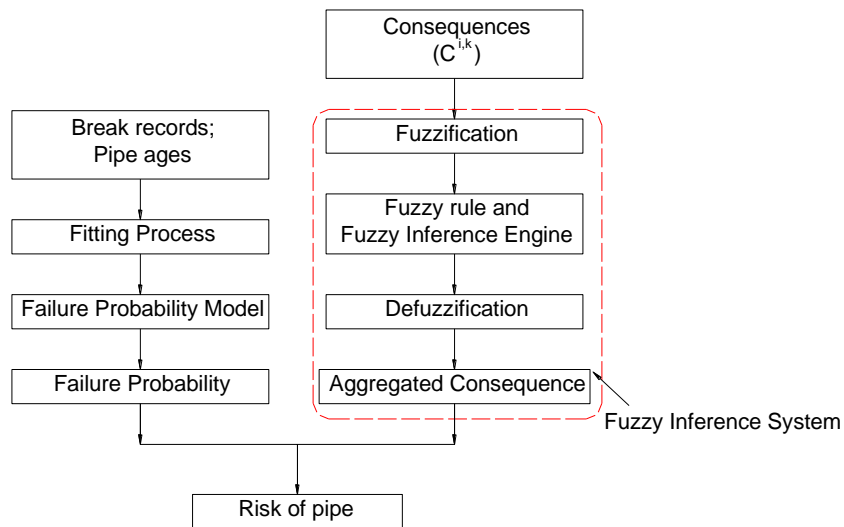 Consequences
(C^{i,k})
Break records;
Pipe ages
Fuzzification
Fuzzy rule and
Fuzzy Inference Engine
Fitting Process
Failure Probability Model
Defuzzification
Failure Probability
Aggregated Consequence
Fuzzy Inference System
Risk of pipe